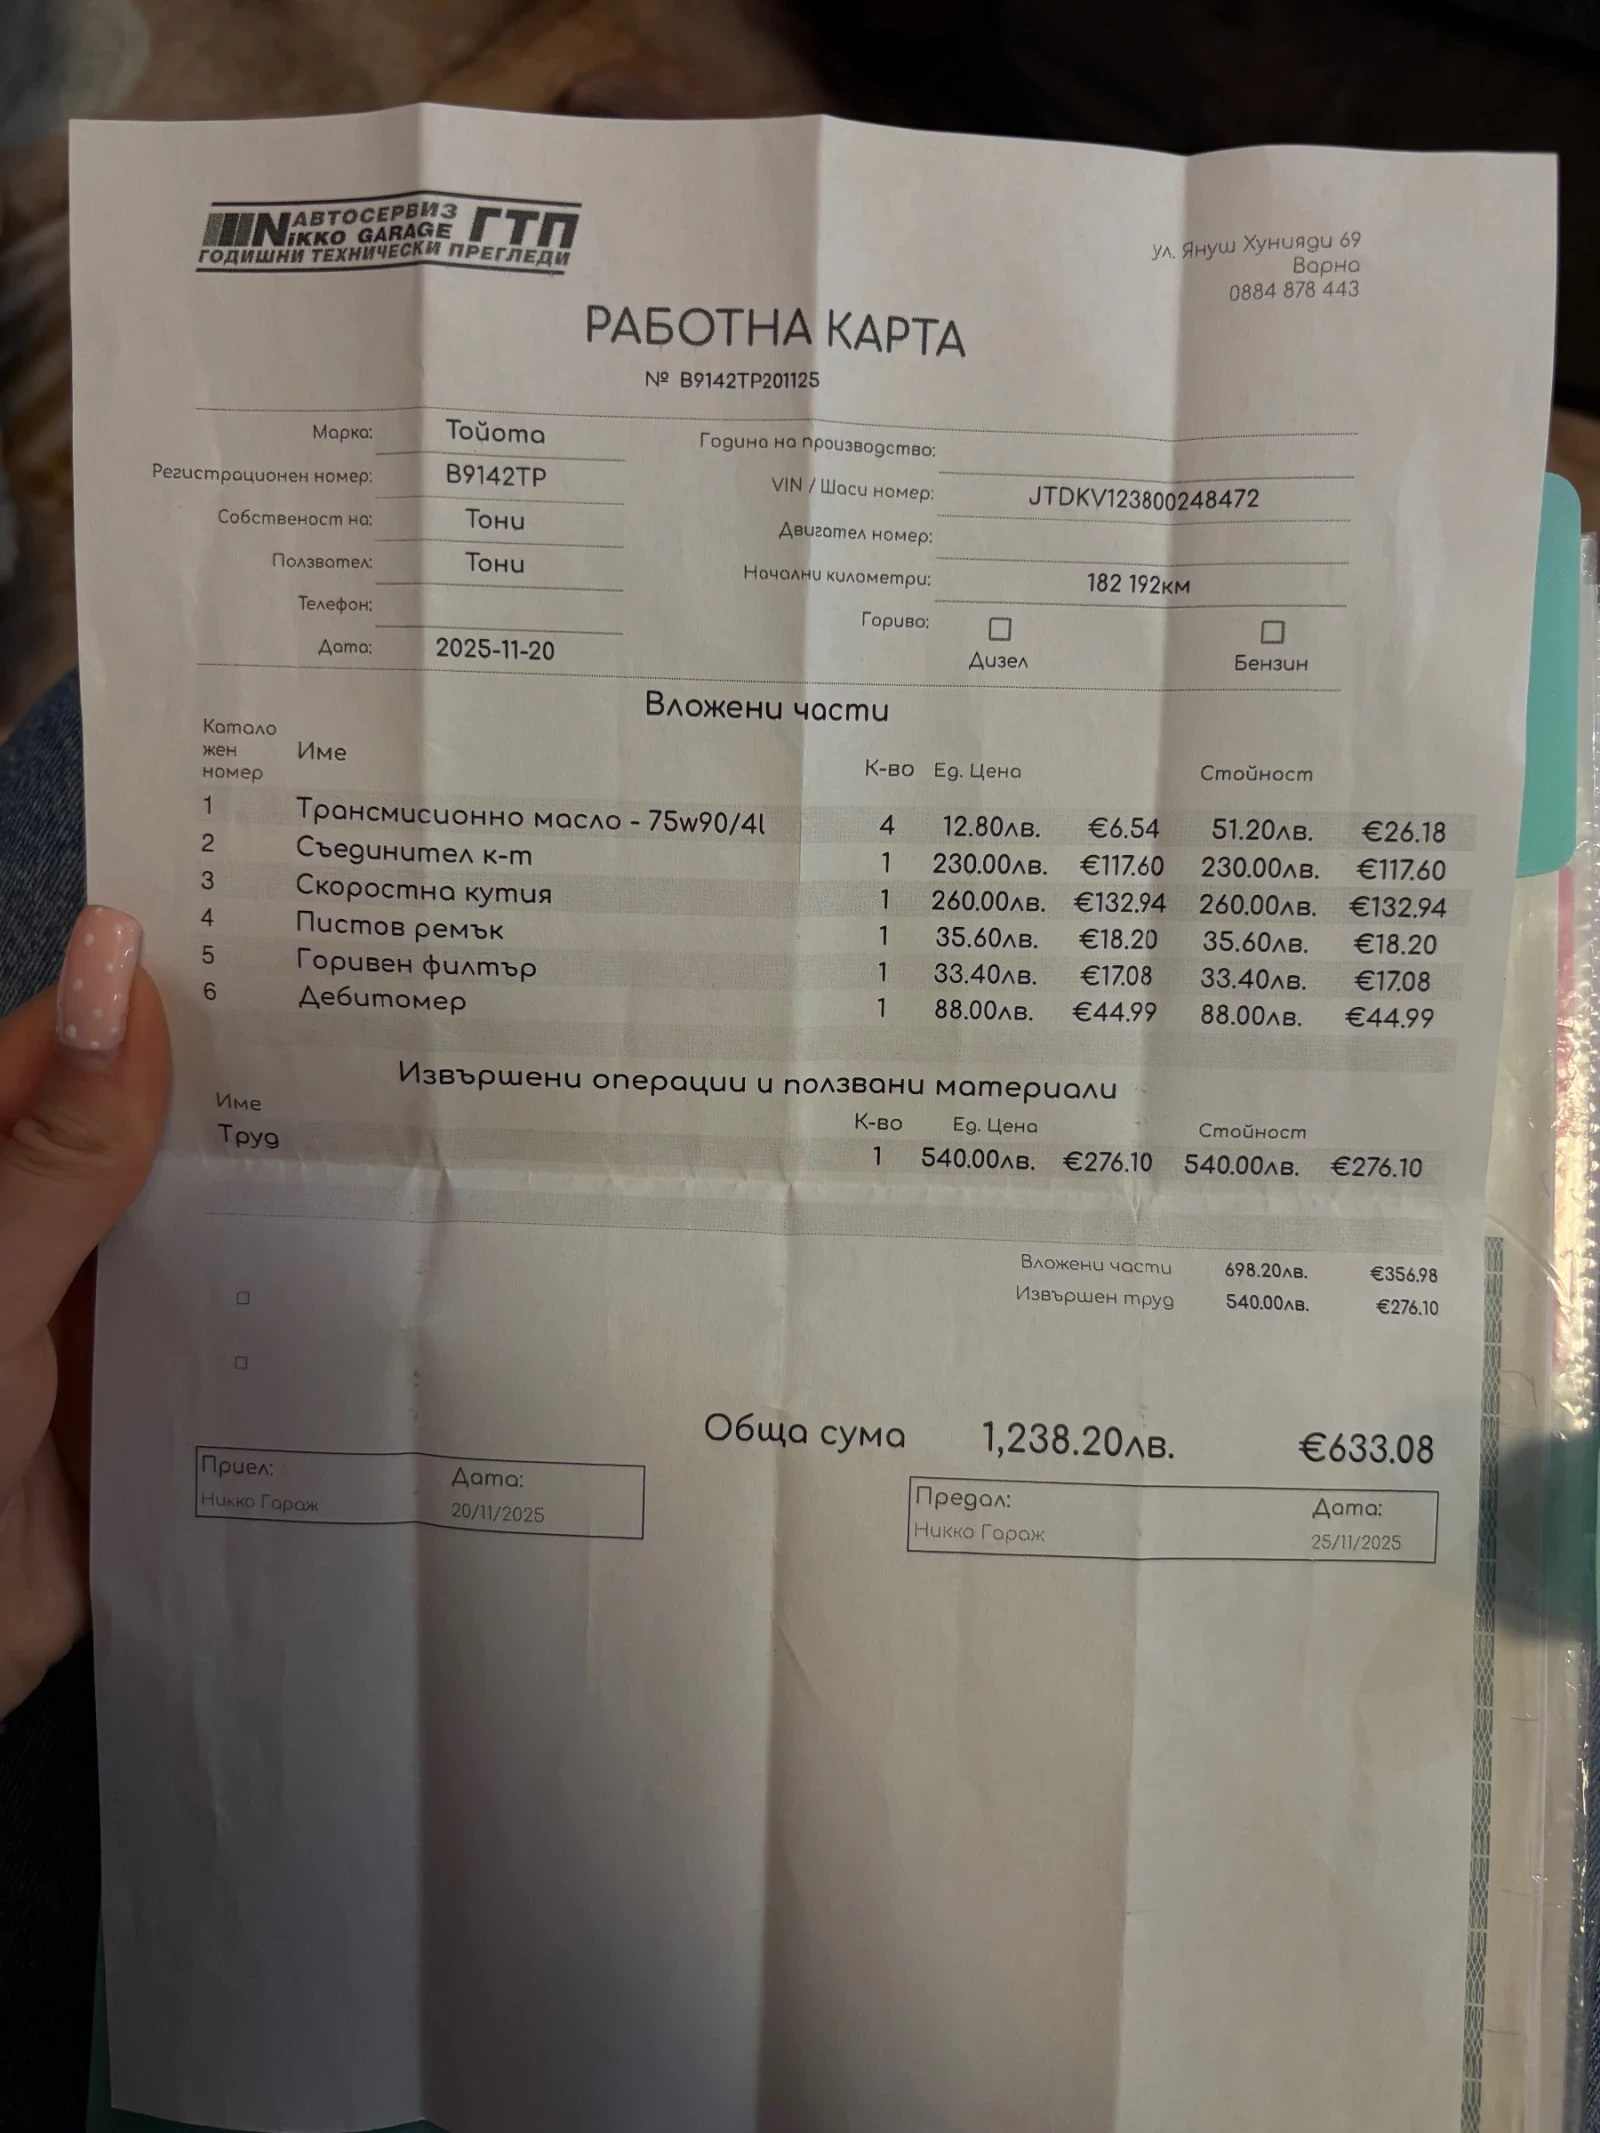 АВТОСЕРВИЗ ГТП
NiKKO GARAGE
ГОДИШНИ ТЕХНИЧЕСКИ ПРЕГЛЕДИ
ул. Януш Хунияди 69
Варна
0884 878 443
РАБОТНА КАРТА
№ B9142TP201125
Марка: Тойота Година на производство:
Регистрационен номер: B9142TP VIN / Шаси номер: JTDKV123800248472
Собственост на: Тони Двигател номер:
Ползвател: Тони Начални километри: 182 192км
Телефон: Гориво:
Дата: 2025-11-20 Дизел Бензин
Вложени части
Каталожен номер Име К-во Ед. Цена Стойност
1 Трансмисионно масло - 75w90/4l 4 12.80лв. €6.54 51.20лв. €26.18
2 Съединител к-т 1 230.00лв. €117.60 230.00лв. €117.60
3 Скоростна кутия 1 260.00лв. €132.94 260.00лв. €132.94
4 Пистов ремък 1 35.60лв. €18.20 35.60лв. €18.20
5 Горивен филтър 1 33.40лв. €17.08 33.40лв. €17.08
6 Дебитомер 1 88.00лв. €44.99 88.00лв. €44.99
Извършени операции и ползвани материали
Име К-во Ед. Цена Стойност
Труд 1 540.00лв. €276.10 540.00лв. €276.10
Вложени части 698.20лв. €356.98
Извършен труд 540.00лв. €276.10
Обща сума 1,238.20лв. €633.08
Приел: Дата:
Никко Гараж 20/11/2025
Предал: Дата:
Никко Гараж 25/11/2025